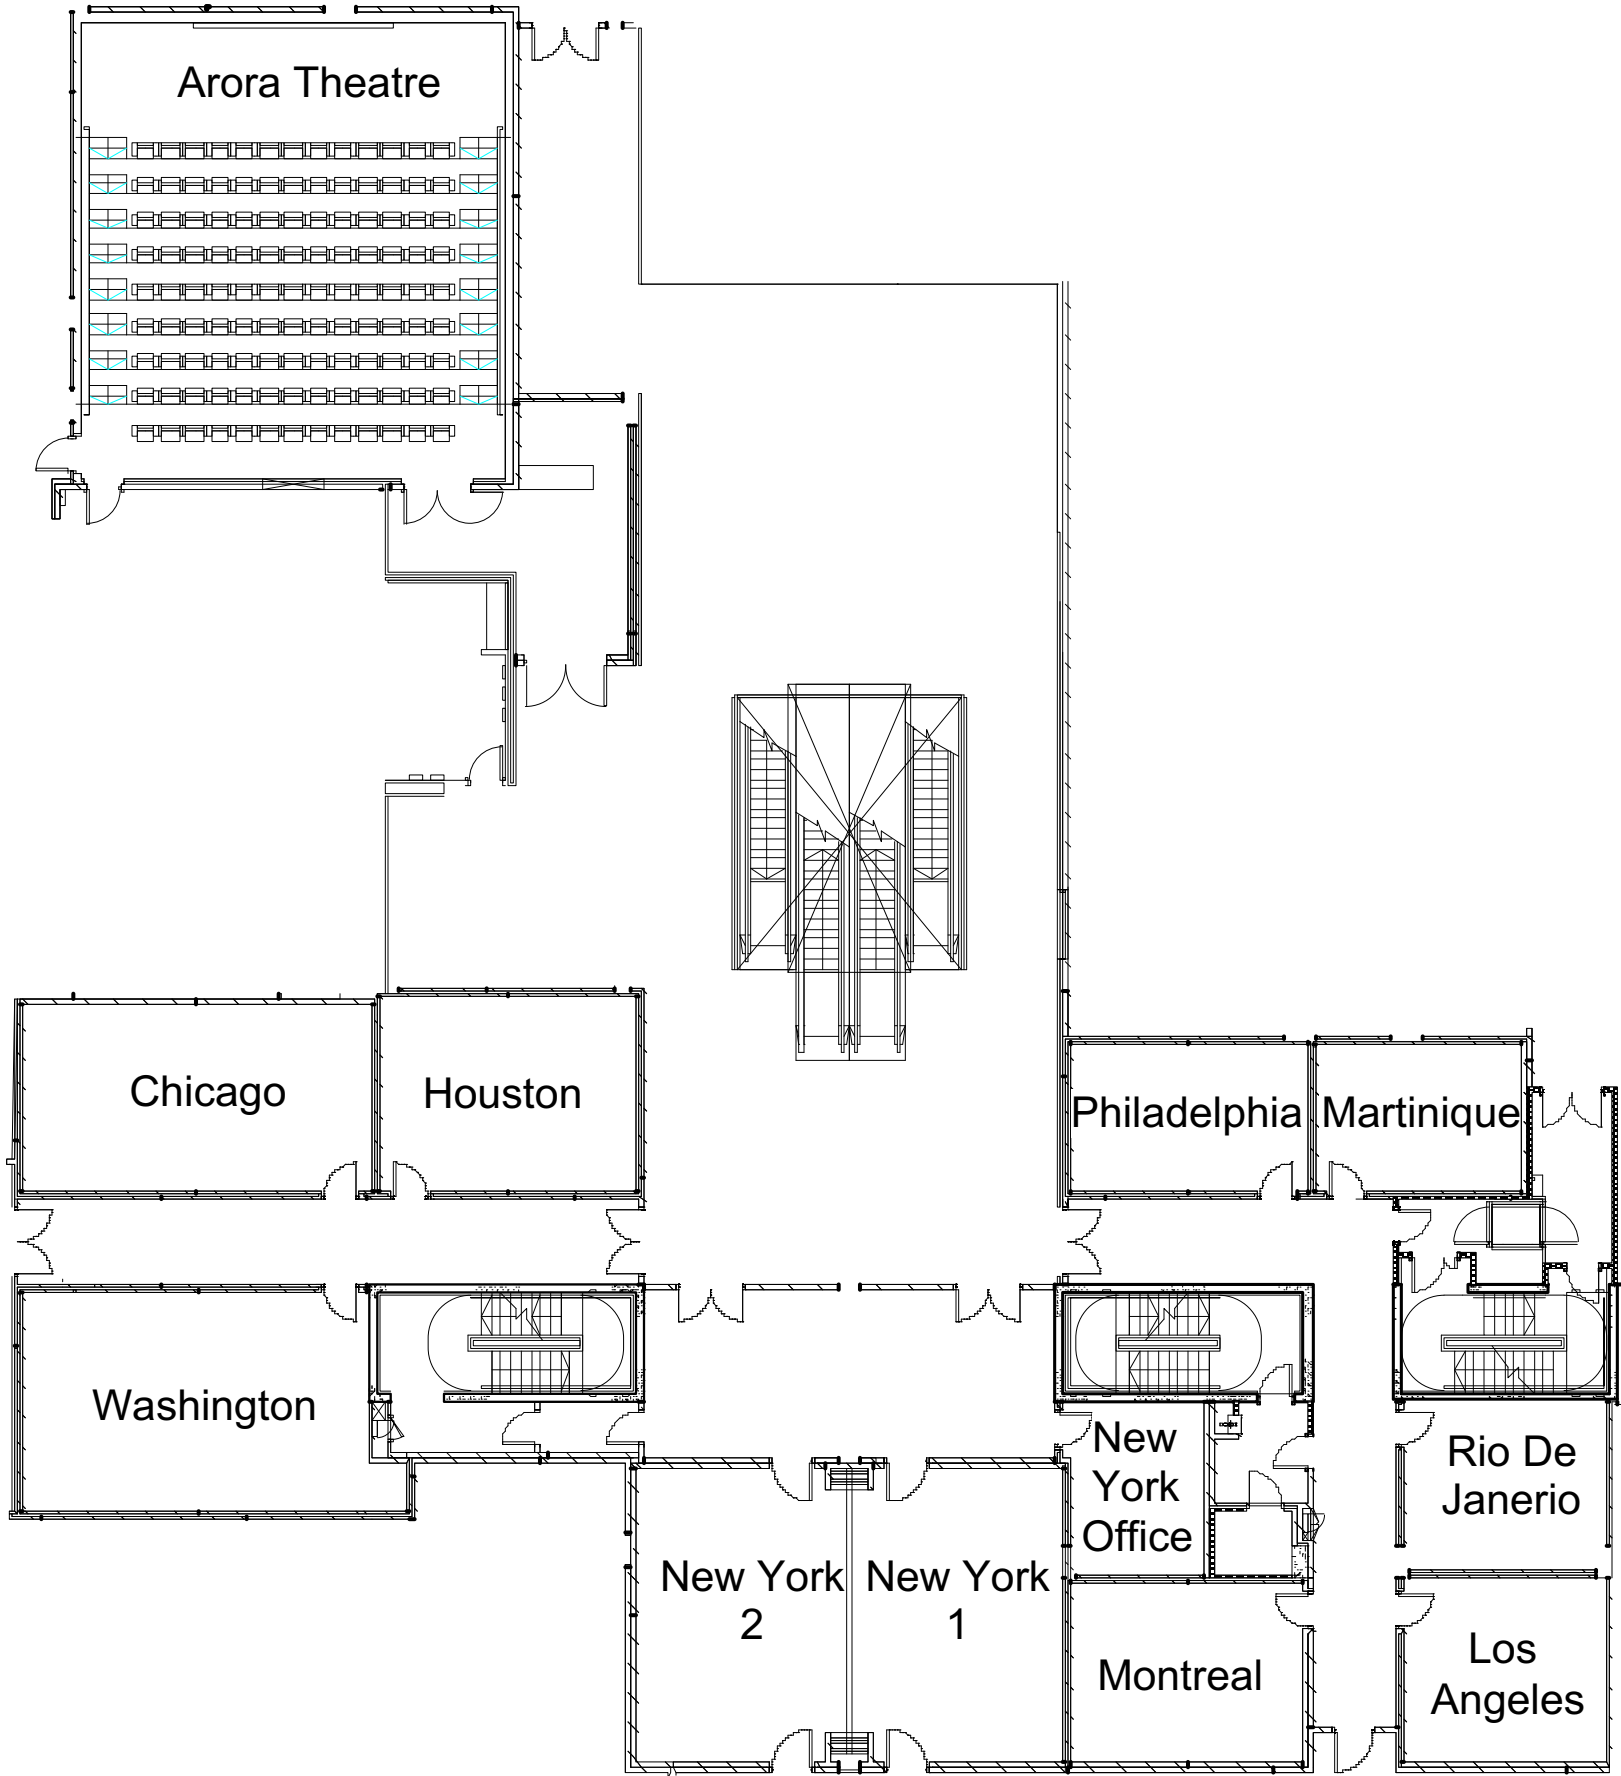 Arora Theatre
Chicago
Houston
Philadelphia
Martinique
Washington
New
York
Office
Rio De
Janerio
New York
2
New York
1
Montreal
Los
Angeles